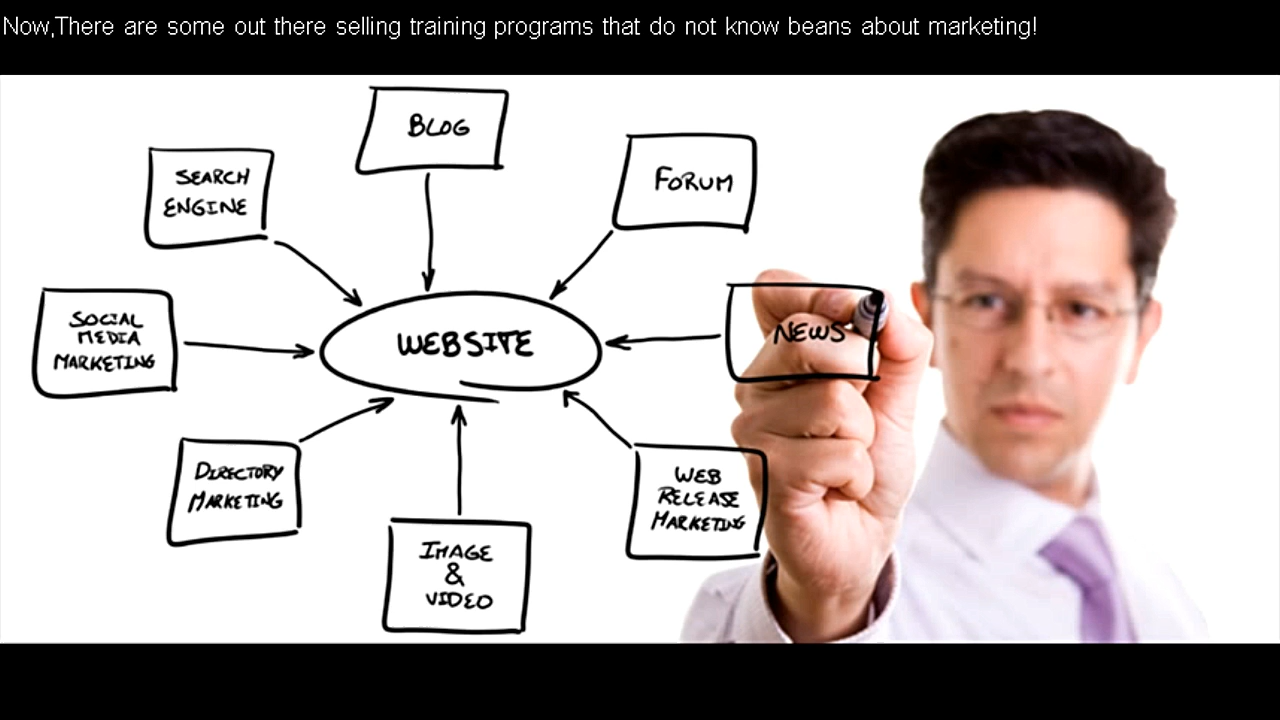 Now,There are some out there selling training programs that do not know beans about marketing!
BLOG
FORUM
SEARCH
ENGINE
NEWS
SOCIAL
MEDIA
MARKETING
WEBSITE
DIRECTORY
MARKETING
WEB
RELEASE
MARKETING
IMAGE
&
VIDEO